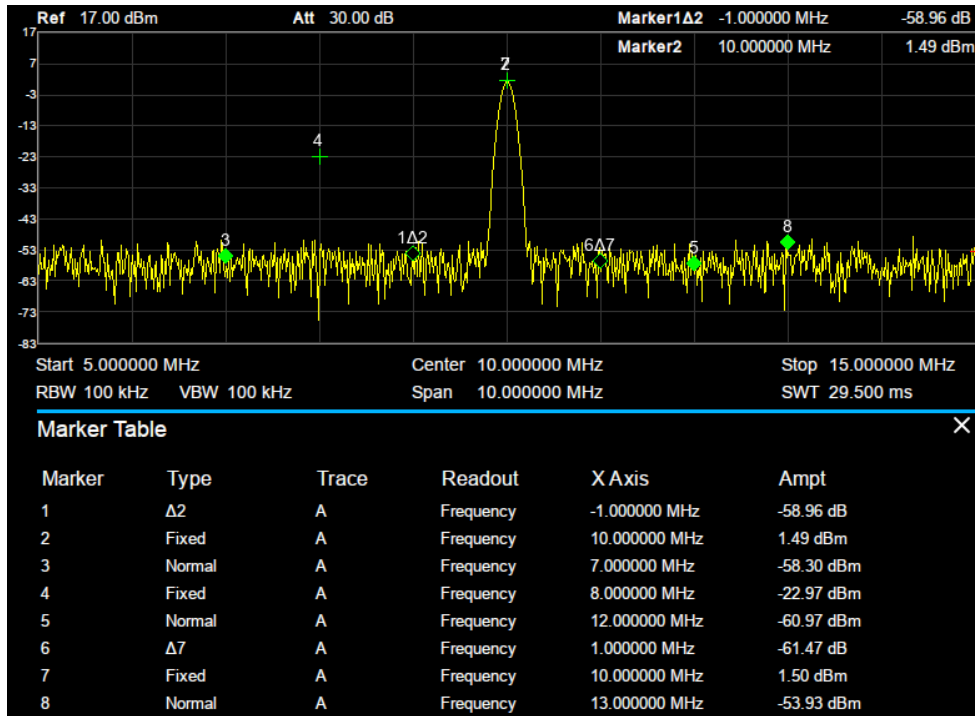 Ref 17.00 dBm Att 30.00 dB Marker1Δ2 -1.000000 MHz -58.96 dB
Marker2 10.000000 MHz 1.49 dBm
17
7
-3
-13
-23
-33
-43
-53
-63
-73
-83
4
3
1Δ2
6Δ7
5
8
Start 5.000000 MHz Center 10.000000 MHz Stop 15.000000 MHz
RBW 100 kHz VBW 100 kHz Span 10.000000 MHz SWT 29.500 ms
Marker Table ×
Marker Type Trace Readout X Axis Ampt
1 Δ2 A Frequency -1.000000 MHz -58.96 dB
2 Fixed A Frequency 10.000000 MHz 1.49 dBm
3 Normal A Frequency 7.000000 MHz -58.30 dBm
4 Fixed A Frequency 8.000000 MHz -22.97 dBm
5 Normal A Frequency 12.000000 MHz -60.97 dBm
6 Δ7 A Frequency 1.000000 MHz -61.47 dB
7 Fixed A Frequency 10.000000 MHz 1.50 dBm
8 Normal A Frequency 13.000000 MHz -53.93 dBm